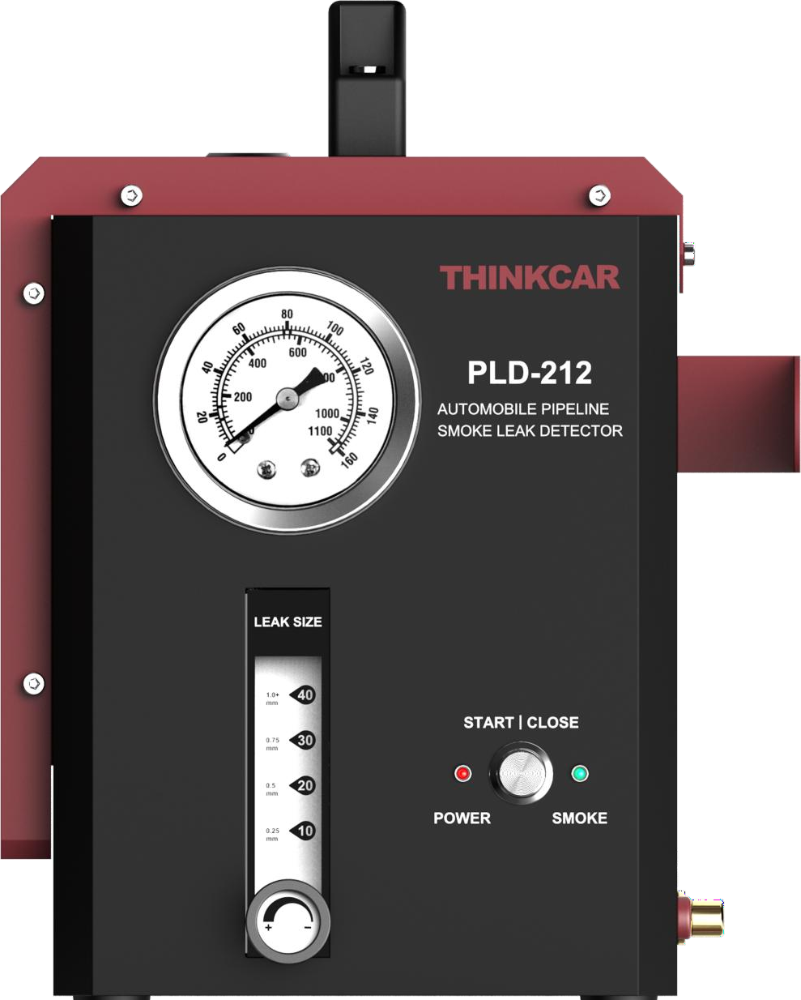 THINKCAR
80
60
100
600
400
40
120
200
20
1000
140
1100
0
160
PLD-212
AUTOMOBILE PIPELINE
SMOKE LEAK DETECTOR
LEAK SIZE
1.0+ 40
mm
0.75 30
mm
0.5 20
mm
0.25 10
mm
+ −
START | CLOSE
POWER
SMOKE